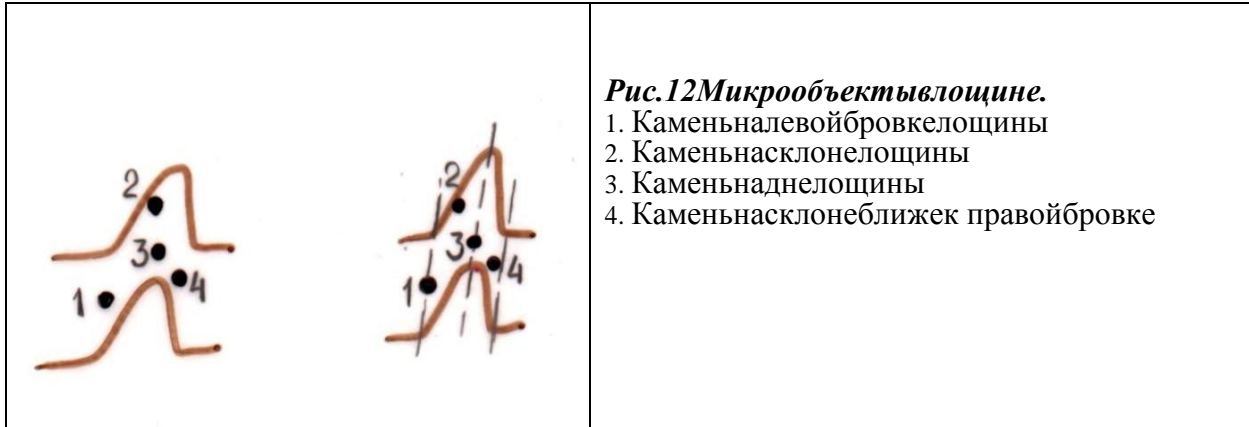 2
3
1
4
2
3
1
4
Рис.12Микрообъектывлощине.
1. Каменьналевойбровкелощины
2. Каменьнасклонелощины
3. Каменьнаднелощины
4. Каменьнасклонеближек правойбровке